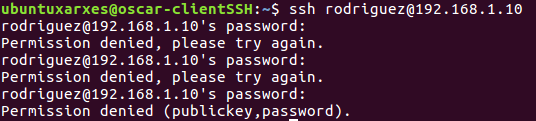 ubuntuxarxes@oscar-clientSSH:~$ ssh rodriguez@192.168.1.10
rodriguez@192.168.1.10's password:
Permission denied, please try again.
rodriguez@192.168.1.10's password:
Permission denied, please try again.
rodriguez@192.168.1.10's password:
Permission denied (publickey,password).